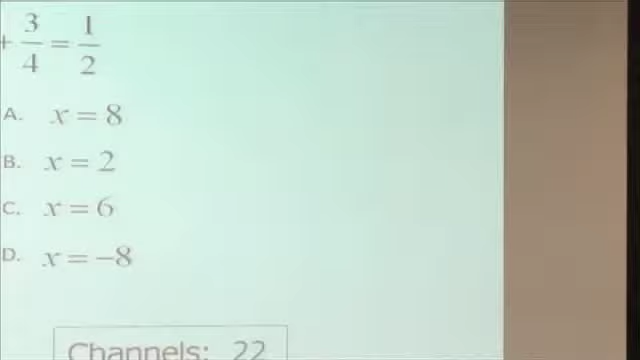 + 3/4 = 1/2
A. x = 8
B. x = 2
C. x = 6
D. x = −8
Channels: 22